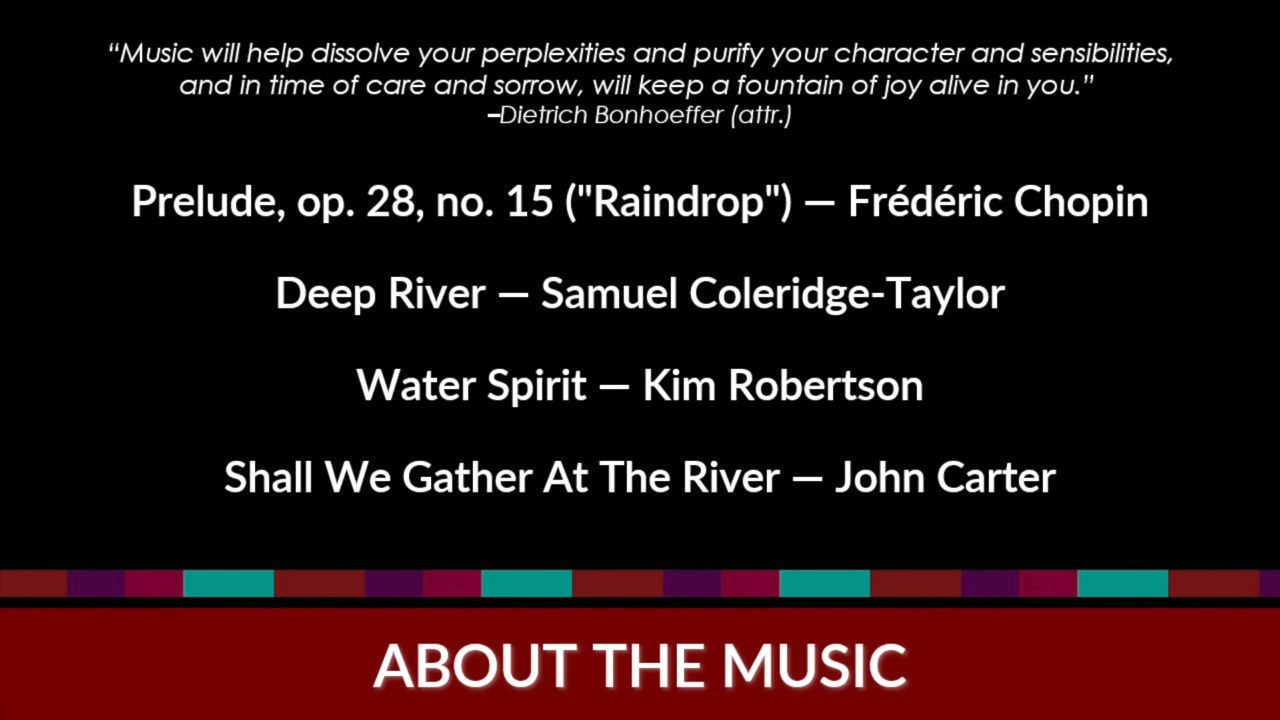 “Music will help dissolve your perplexities and purify your character and sensibilities,
and in time of care and sorrow, will keep a fountain of joy alive in you.”
–Dietrich Bonhoeffer (attr.)
Prelude, op. 28, no. 15 ("Raindrop") — Frédéric Chopin
Deep River — Samuel Coleridge-Taylor
Water Spirit — Kim Robertson
Shall We Gather At The River — John Carter
ABOUT THE MUSIC